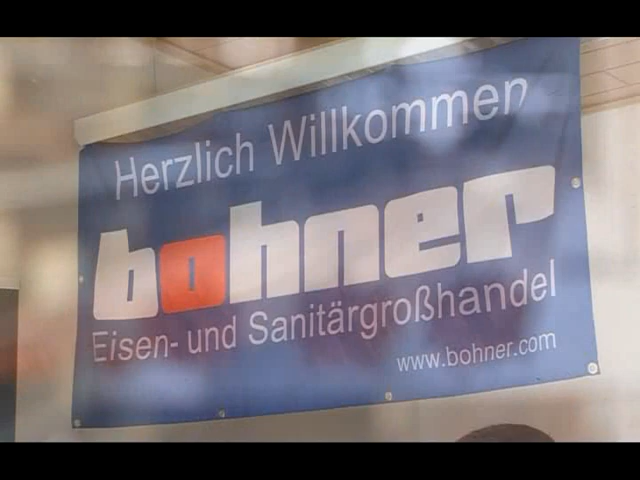 Herzlich Willkommen
bohner
Eisen- und Sanitärgroßhandel
www.bohner.com